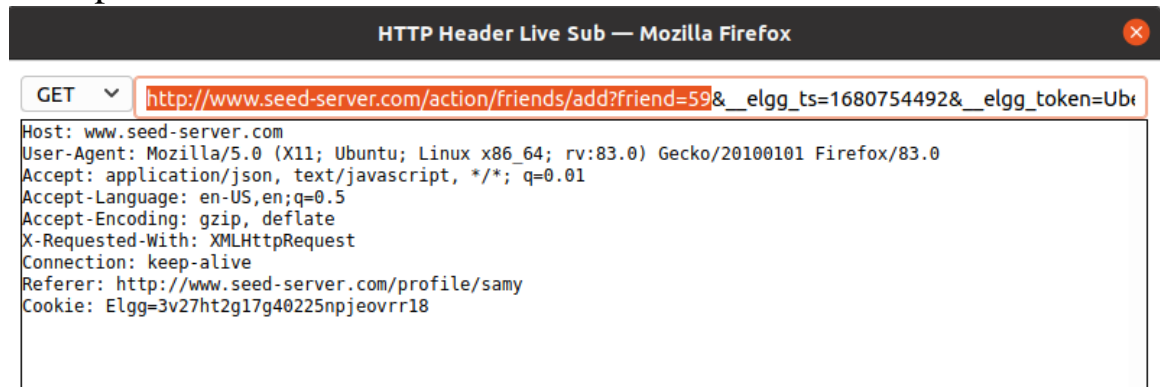 HTTP Header Live Sub — Mozilla Firefox
GET http://www.seed-server.com/action/friends/add?friend=59&__elgg_ts=1680754492&__elgg_token=Ube
Host: www.seed-server.com
User-Agent: Mozilla/5.0 (X11; Ubuntu; Linux x86_64; rv:83.0) Gecko/20100101 Firefox/83.0
Accept: application/json, text/javascript, */*; q=0.01
Accept-Language: en-US,en;q=0.5
Accept-Encoding: gzip, deflate
X-Requested-With: XMLHttpRequest
Connection: keep-alive
Referer: http://www.seed-server.com/profile/samy
Cookie: Elgg=3v27ht2g17g40225npjeovrr18